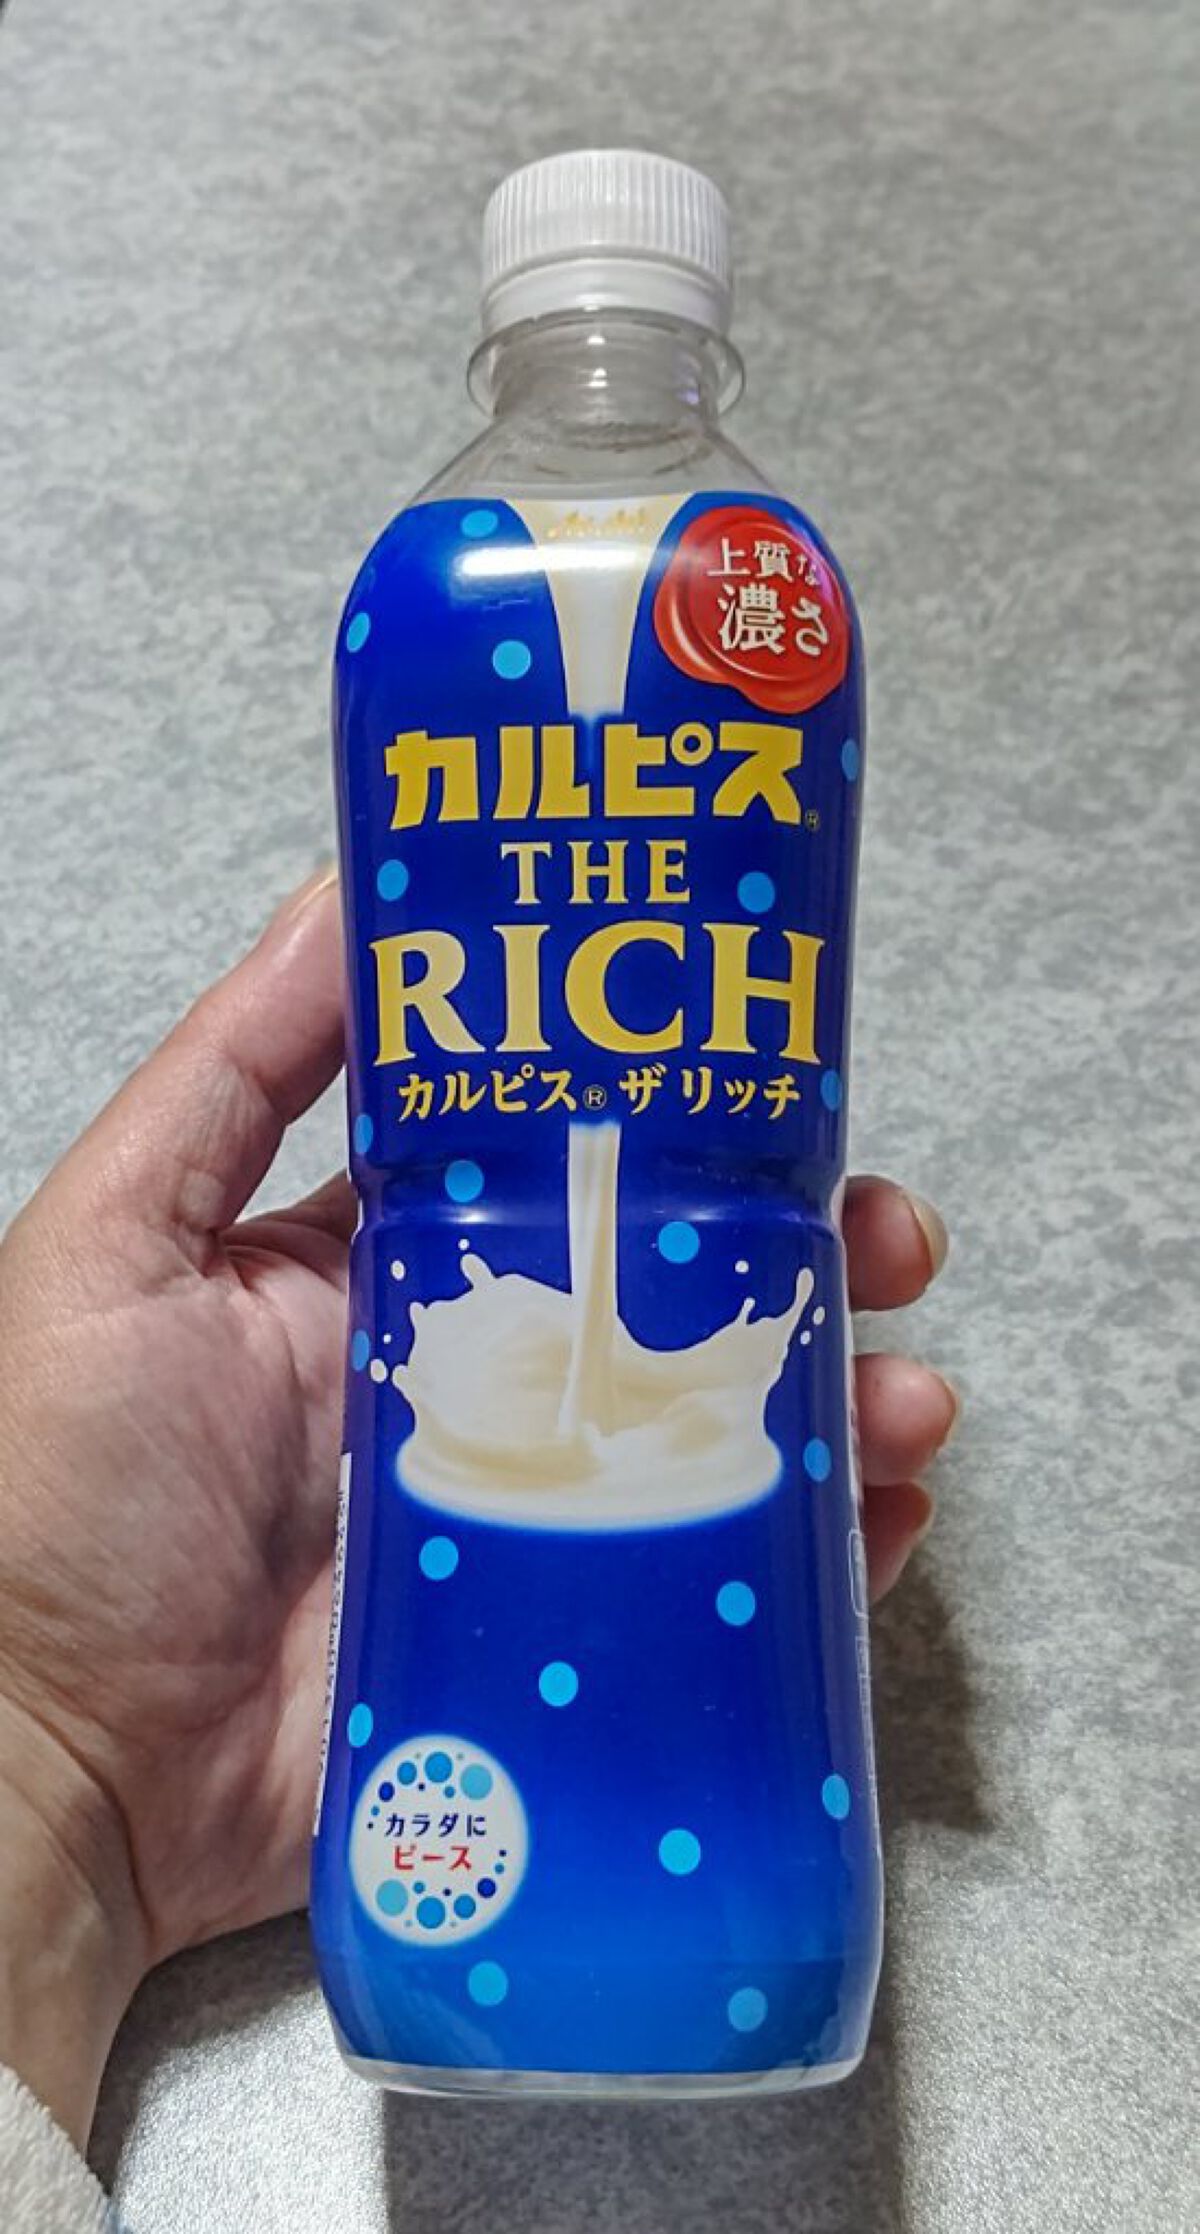 Asahi
上質な
濃さ
カルピス®
THE
RICH
カルピス® ザ リッチ
カラダに
ピース